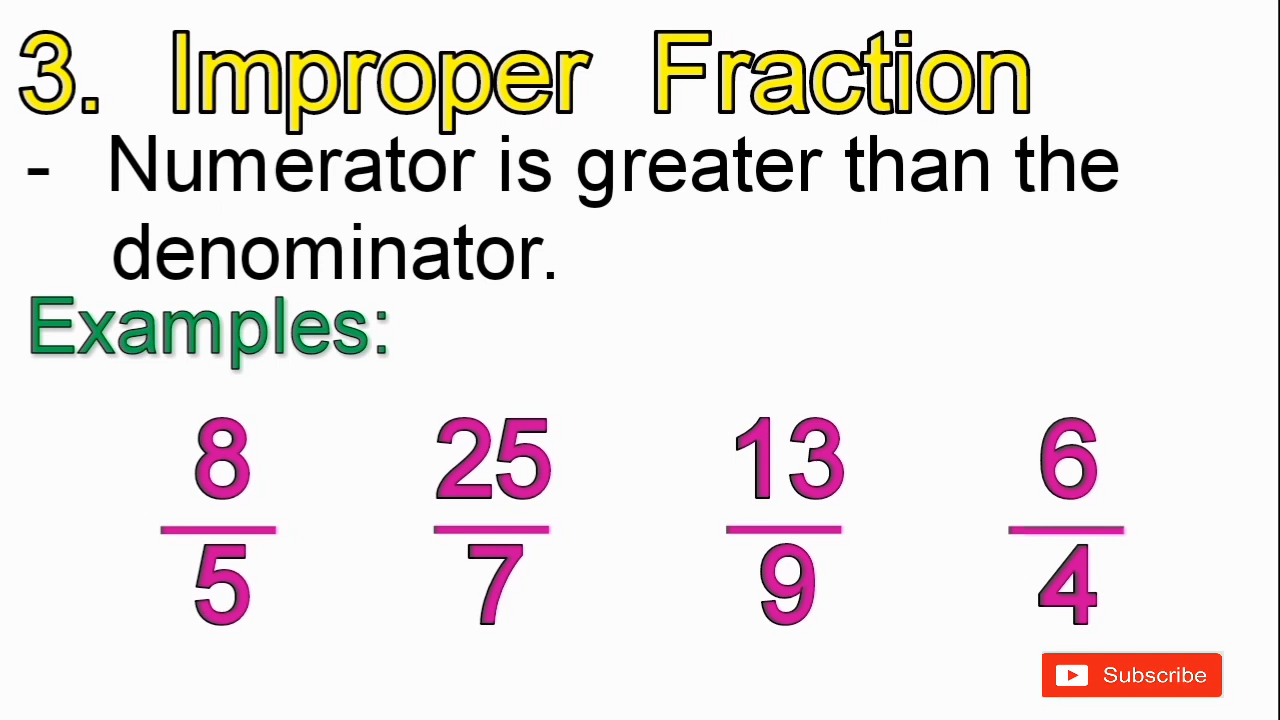 3. Improper Fraction
- Numerator is greater than the
denominator.
Examples:
8 25 13 6
5 7 9 4
Subscribe